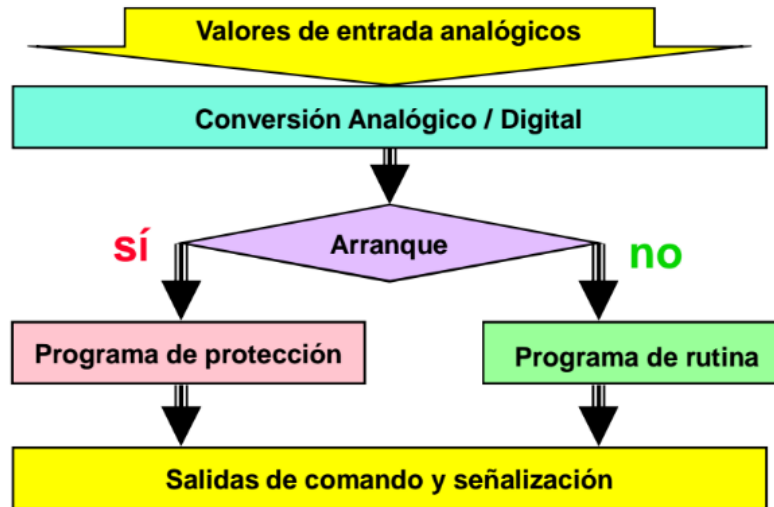 Valores de entrada analógicos
Conversión Analógico / Digital
sí
Arranque
no
Programa de protección
Programa de rutina
Salidas de comando y señalización